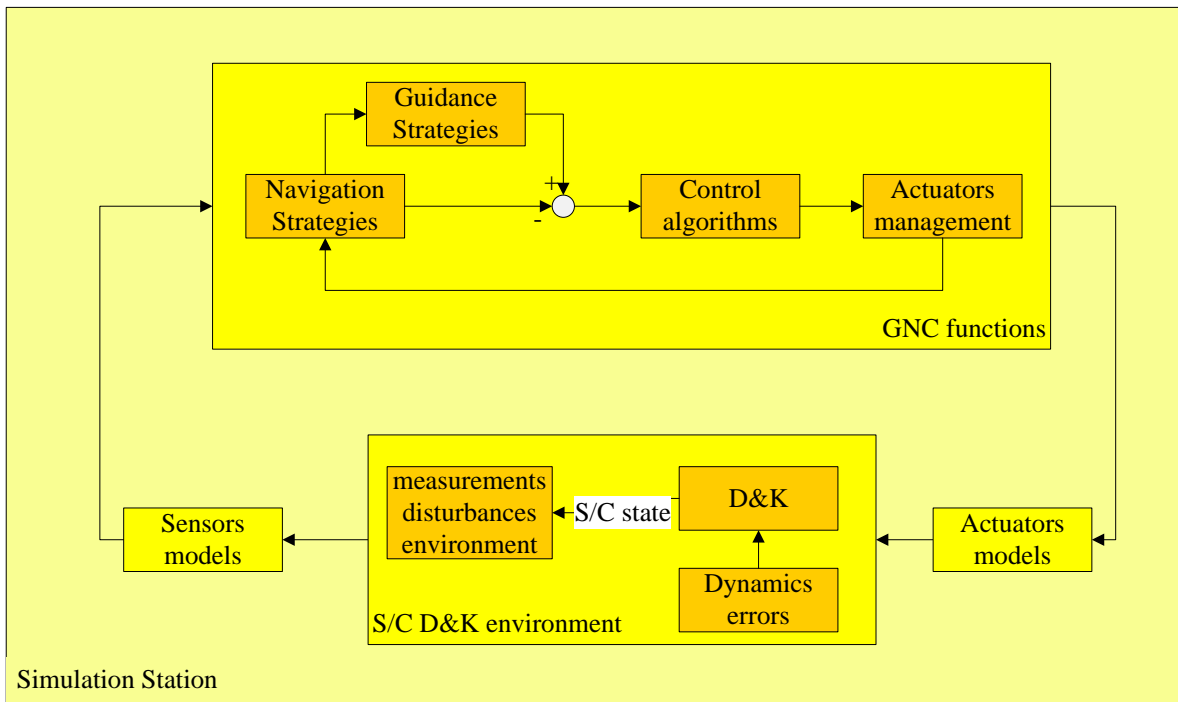 Guidance
Strategies
Navigation
Strategies
+
-
Control
algorithms
Actuators
management
GNC functions
Sensors
models
measurements
disturbances
environment
S/C state
D&K
Dynamics
errors
S/C D&K environment
Actuators
models
Simulation Station